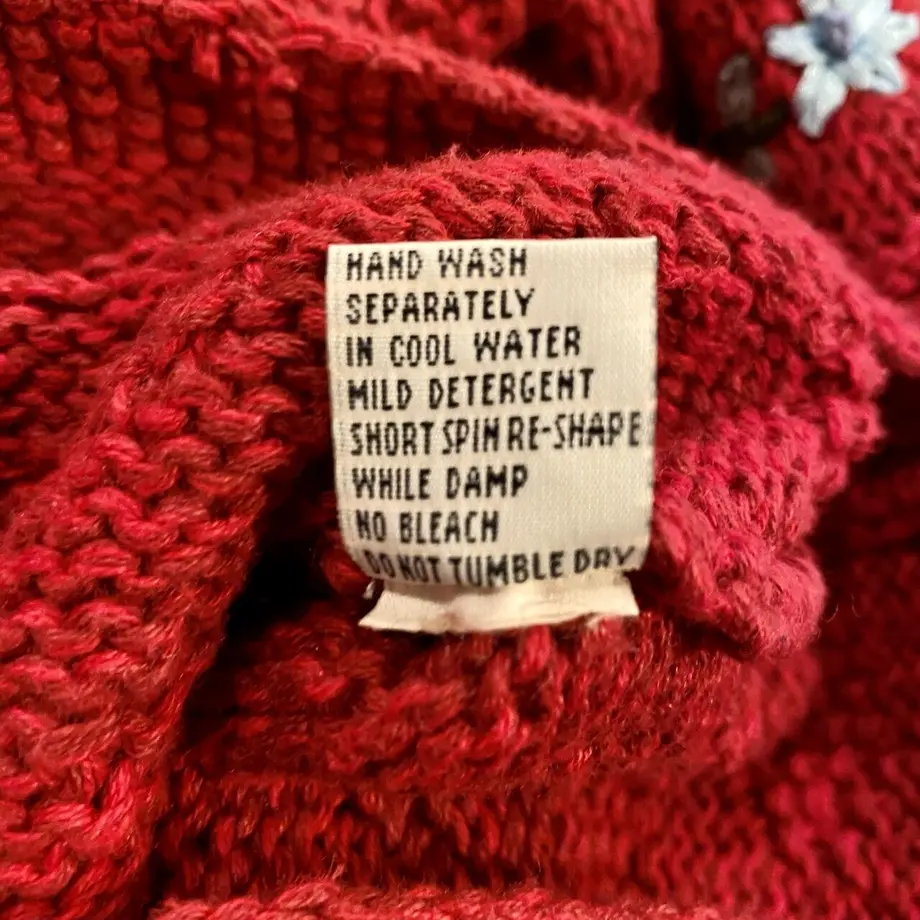 HAND WASH
SEPARATELY
IN COOL WATER
MILD DETERGENT
SHORT SPIN RE-SHAPE
WHILE DAMP
NO BLEACH
DO NOT TUMBLE DRY